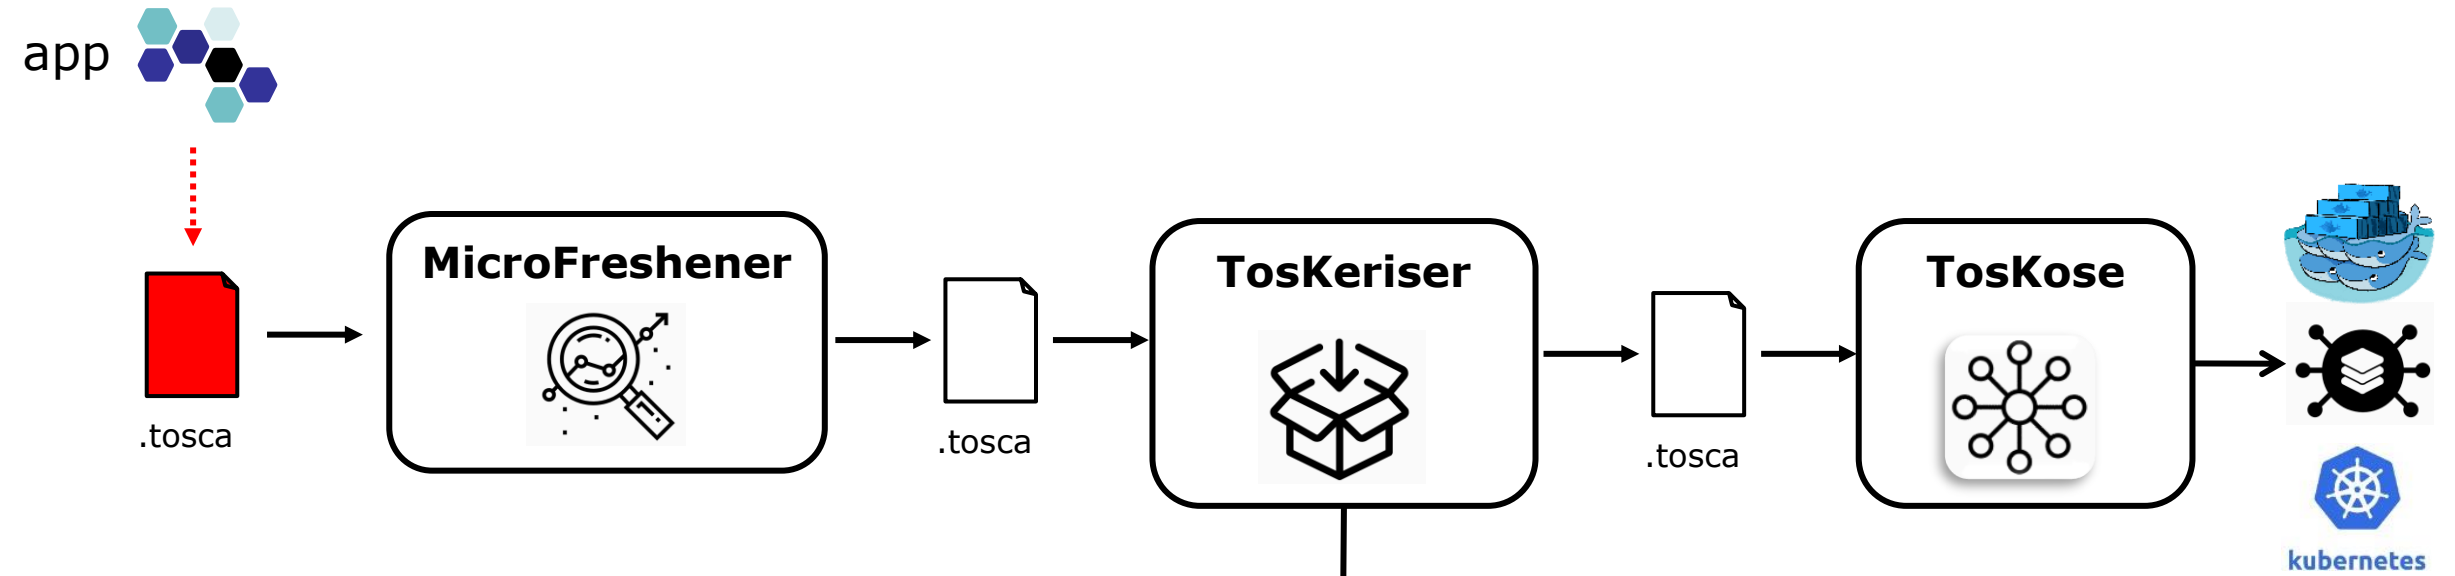 app
MicroFreshener
TosKeriser
TosKose
.tosca
.tosca
.tosca
kubernetes